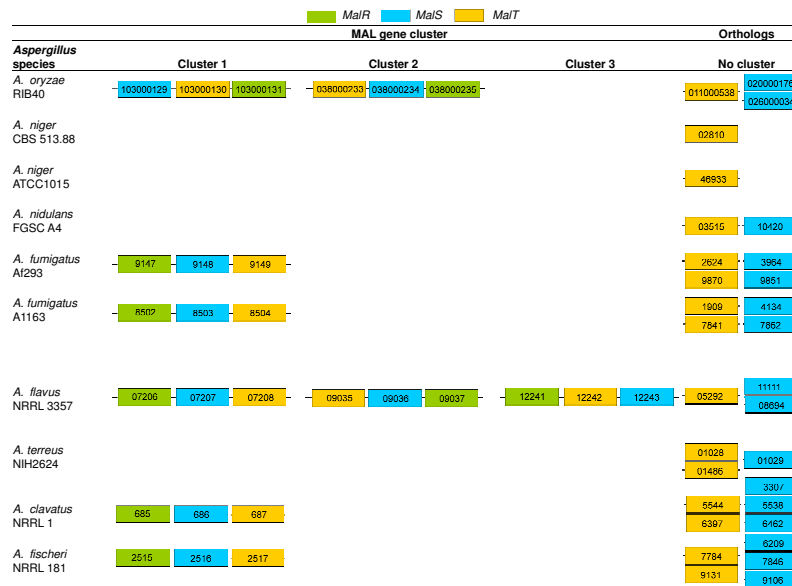 MalR MalS MalT
MAL gene cluster Orthologs
Aspergillus
species Cluster 1 Cluster 2 Cluster 3 No cluster
A. oryzae
RIB40
103000129 103000130 103000131 038000233 038000234 038000235 011000538 020000176
026000034
A. niger
CBS 513.88
02810
A. niger
ATCC1015
46933
A. nidulans
FGSC A4
03515 10420
A. fumigatus
Af293
9147 9148 9149 2624 3964
9870 9851
A. fumigatus
A1163
8502 8503 8504 1909 4134
7841 7862
A. flavus
NRRL 3357
07206 07207 07208 09035 09036 09037 12241 12242 12243 05292 11111
08694
A. terreus
NIH2624
01028
01486 01029
A. clavatus
NRRL 1
685 686 687 3307
5544 5538
6397 6462
A. fischeri
NRRL 181
2515 2516 2517 6209
7784 7846
9131 9106